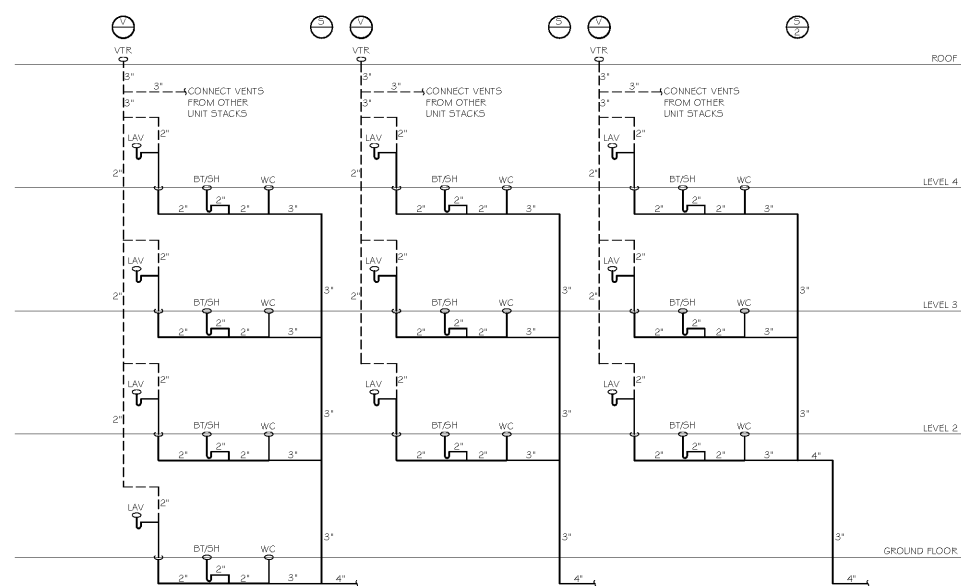 V S V S V S 2
VTR VTR VTR
ROOF
3" 3" 3"
3" CONNECT VENTS 3" CONNECT VENTS 3" CONNECT VENTS
3" FROM OTHER 3" FROM OTHER 3" FROM OTHER
UNIT STACKS UNIT STACKS UNIT STACKS
LAV 2" LAV 2" LAV 2"
2" 2" 2"
BT/SH WC BT/SH WC BT/SH WC LEVEL 4
2" 2" 2"
2" 2" 3" 2" 2" 3" 2" 2" 3"
LAV 2" LAV 2" LAV 2"
2" 3" 2" 3" 2" 3"
BT/SH WC BT/SH WC BT/SH WC LEVEL 3
2" 2" 2"
2" 2" 3" 2" 2" 3" 2" 2" 3"
LAV 2" LAV 2" LAV 2"
2" 3" 3" 3"
BT/SH WC BT/SH WC BT/SH WC LEVEL 2
2" 2" 2"
2" 2" 3" 2" 2" 3" 2" 2" 3" 4"
2"
LAV
3" 3" 3"
BT/SH WC GROUND FLOOR
2"
2" 2" 3" 4" 4" 4"